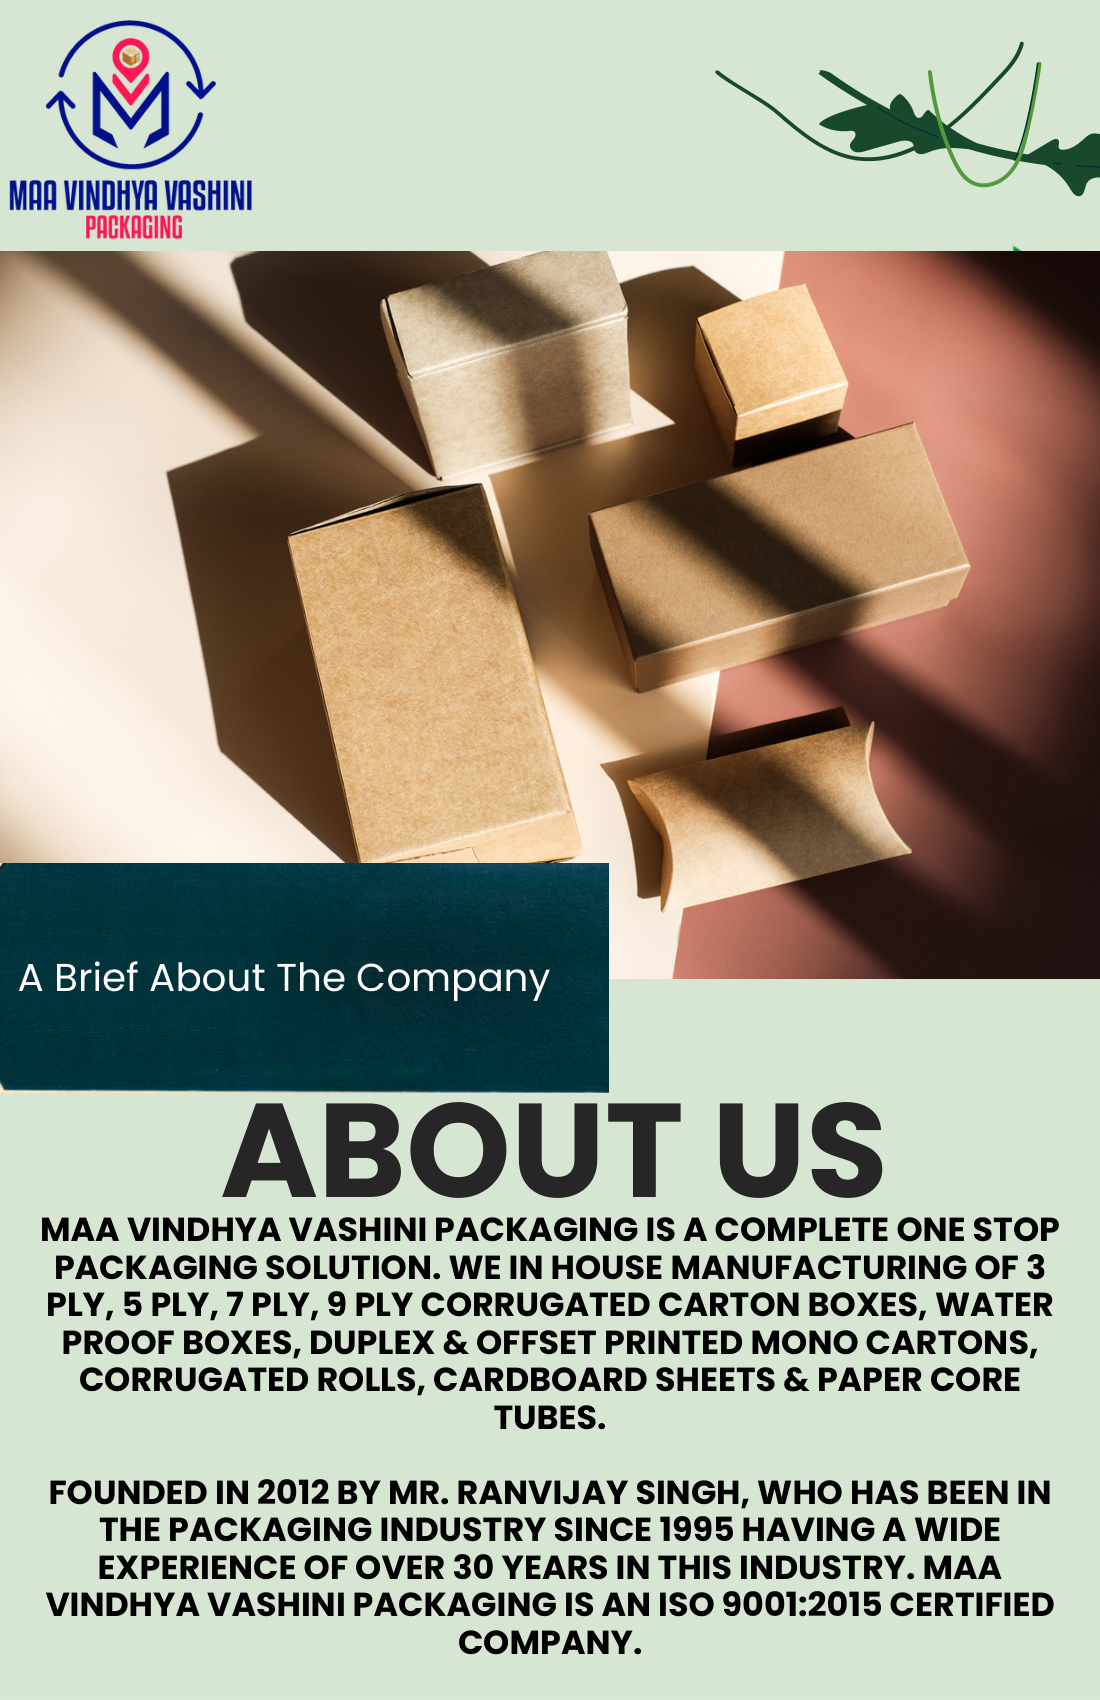 MAA VINDHYA VASHINI
PACKAGING
A Brief About The Company
ABOUT US
MAA VINDHYA VASHINI PACKAGING IS A COMPLETE ONE STOP
PACKAGING SOLUTION. WE IN HOUSE MANUFACTURING OF 3
PLY, 5 PLY, 7 PLY, 9 PLY CORRUGATED CARTON BOXES, WATER
PROOF BOXES, DUPLEX & OFFSET PRINTED MONO CARTONS,
CORRUGATED ROLLS, CARDBOARD SHEETS & PAPER CORE
TUBES.
FOUNDED IN 2012 BY MR. RANVIJAY SINGH, WHO HAS BEEN IN
THE PACKAGING INDUSTRY SINCE 1995 HAVING A WIDE
EXPERIENCE OF OVER 30 YEARS IN THIS INDUSTRY. MAA
VINDHYA VASHINI PACKAGING IS AN ISO 9001:2015 CERTIFIED
COMPANY.